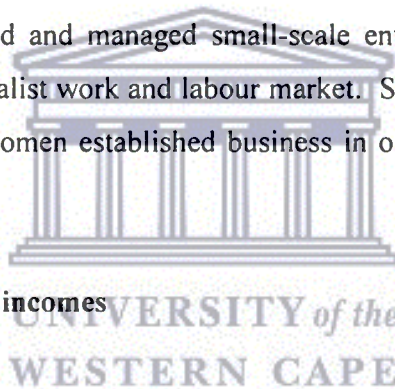 d and managed small-scale ent
alist work and labour market. S
omen established business in o
incomes
UNIVERSITY of the
WESTERN CAPE